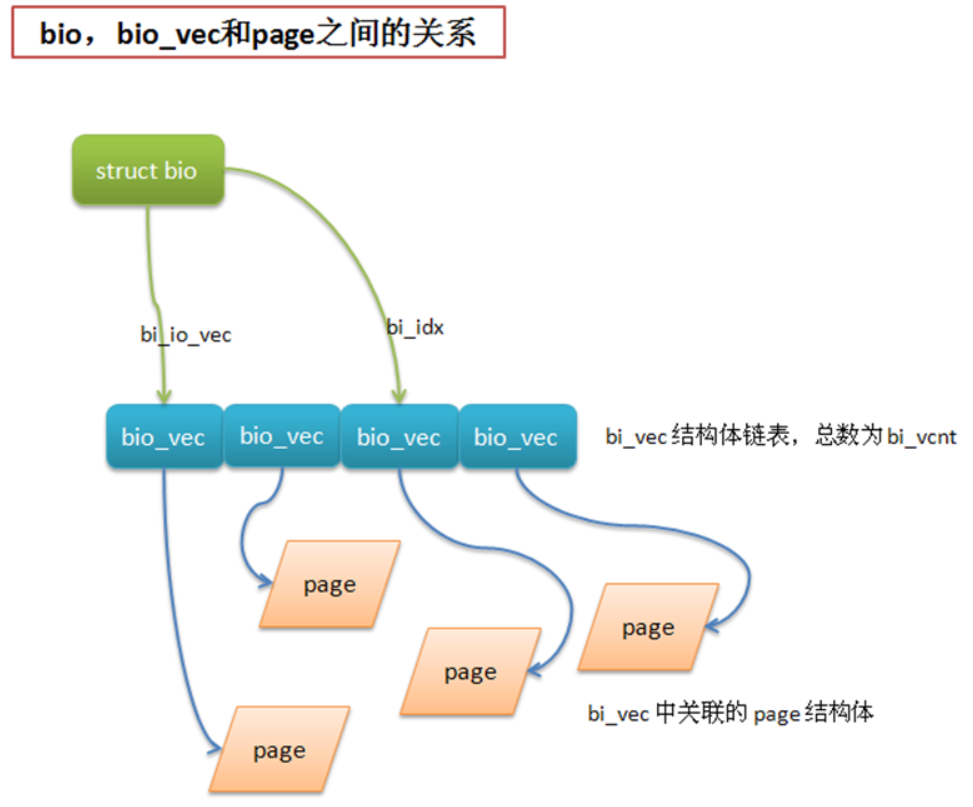 bio，bio_vec和page之间的关系
struct bio
bi_io_vec
bi_idx
bio_vec
bio_vec
bio_vec
bio_vec
bi_vec 结构体链表，总数为 bi_vcnt
page
page
page
page
bi_vec 中关联的 page 结构体